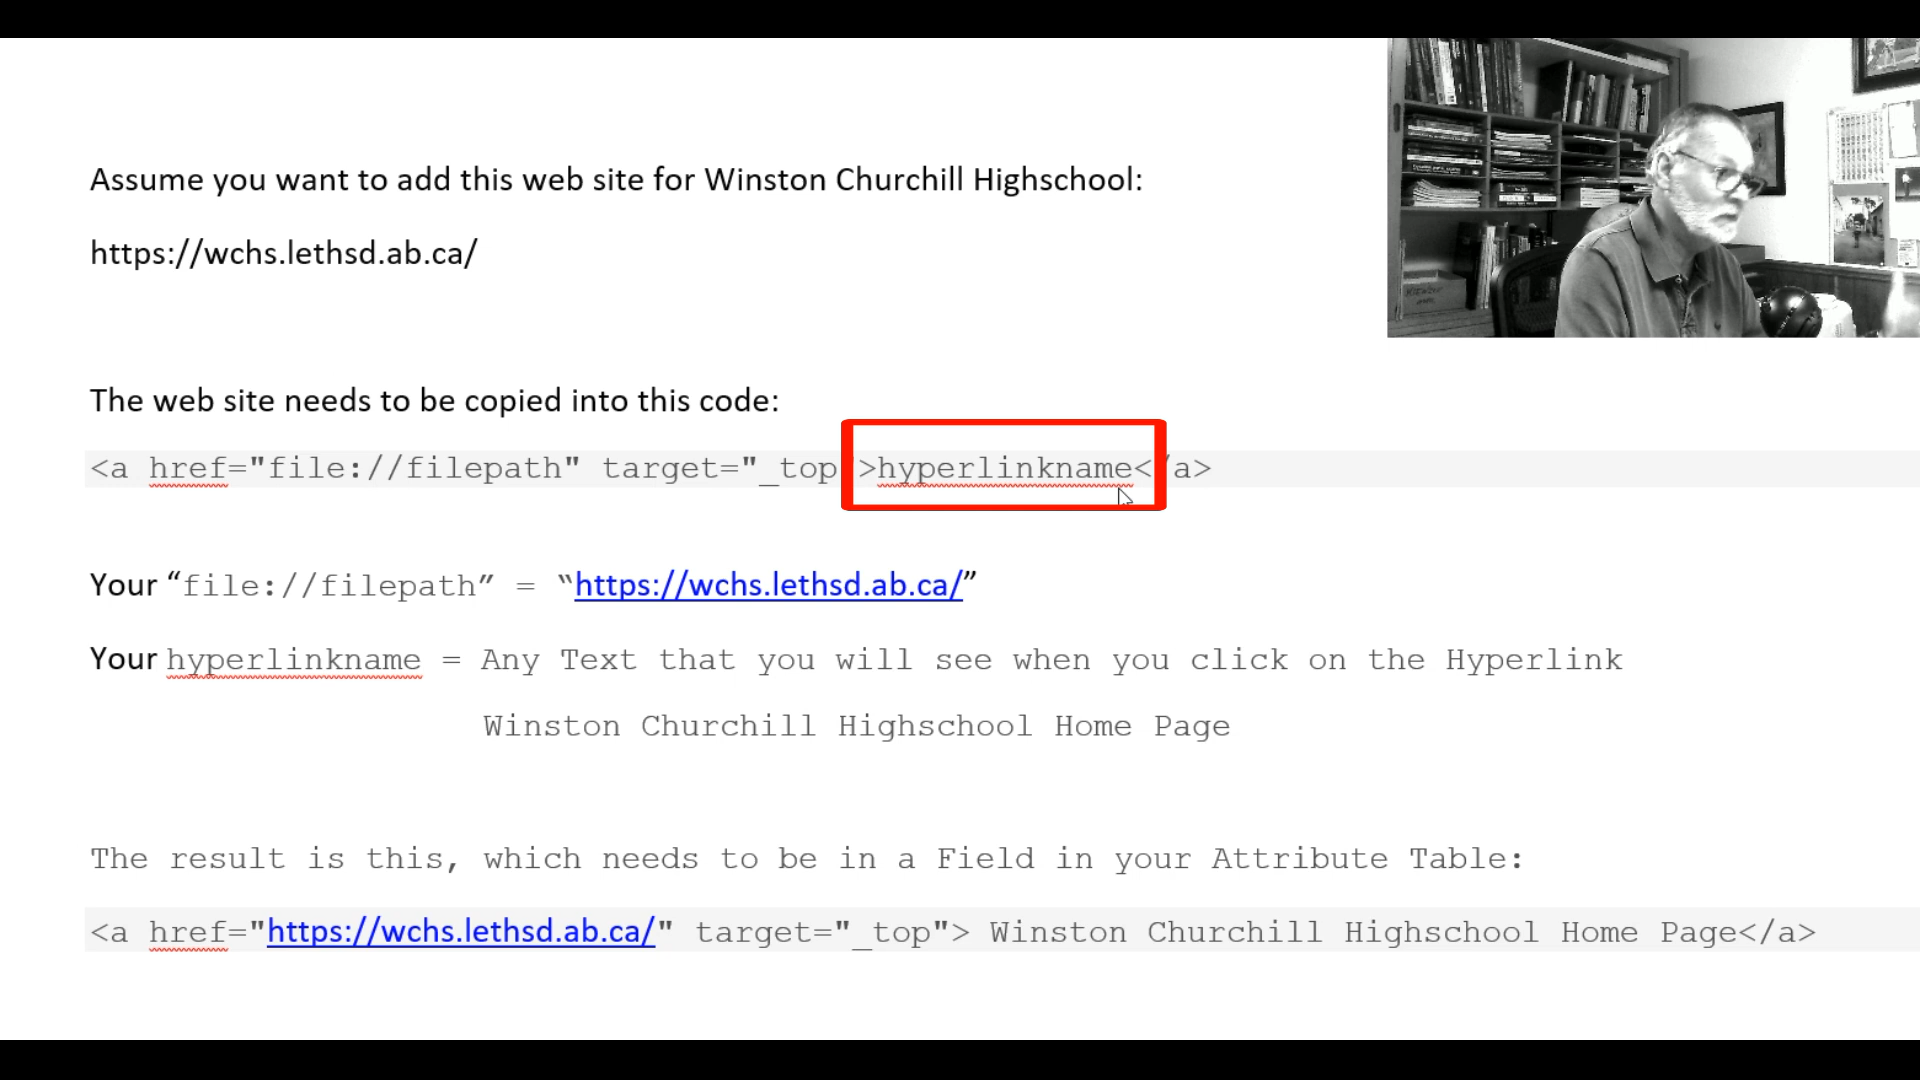 Assume you want to add this web site for Winston Churchill Highschool:
https://wchs.lethsd.ab.ca/
The web site needs to be copied into this code:
<a href="file://filepath" target="_top">hyperlinkname</a>
Your “file://filepath” = “https://wchs.lethsd.ab.ca/”
Your hyperlinkname = Any Text that you will see when you click on the Hyperlink
Winston Churchill Highschool Home Page
The result is this, which needs to be in a Field in your Attribute Table:
<a href="https://wchs.lethsd.ab.ca/" target="_top"> Winston Churchill Highschool Home Page</a>